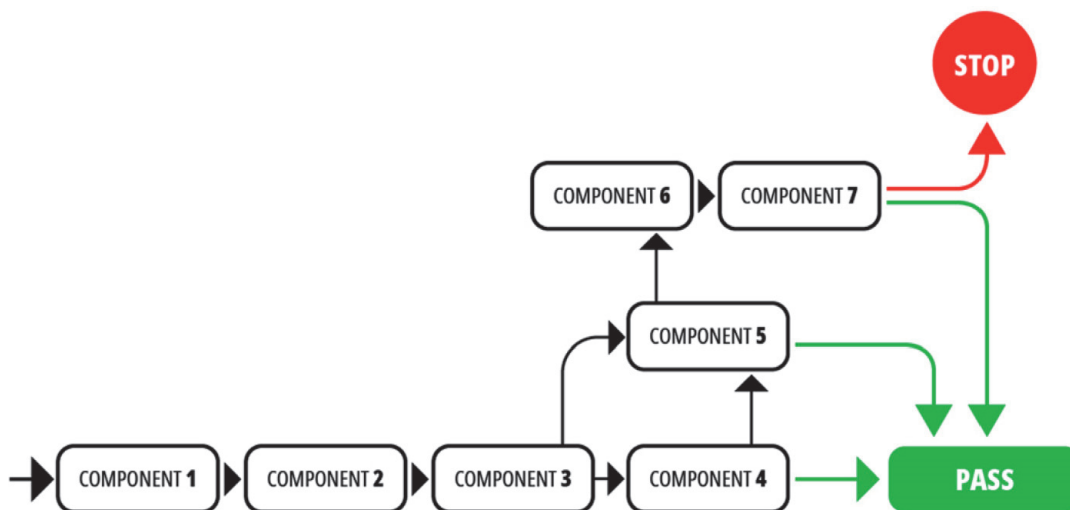 STOP
COMPONENT 6
COMPONENT 7
COMPONENT 5
COMPONENT 1
COMPONENT 2
COMPONENT 3
COMPONENT 4
PASS